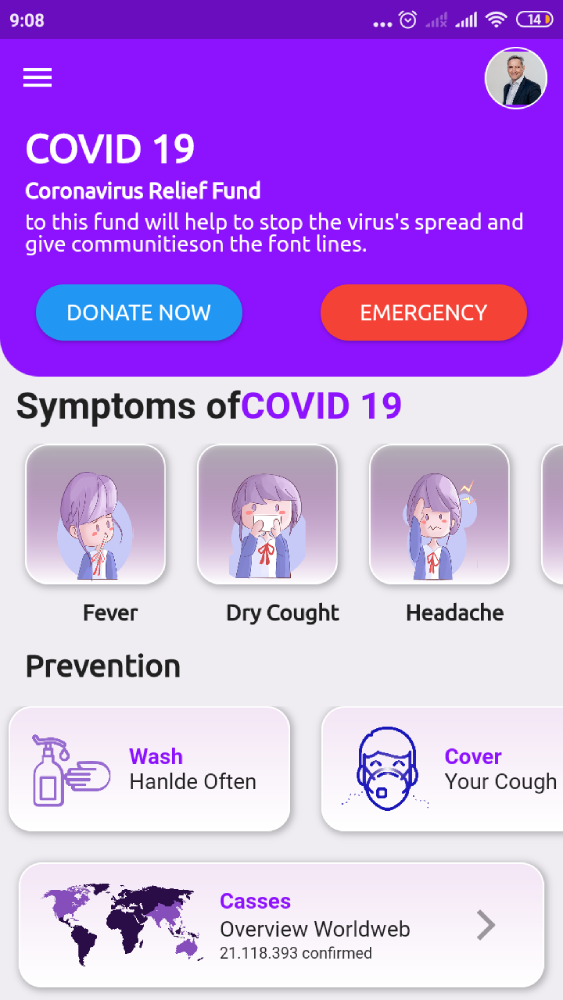 9:08
14
COVID 19
Coronavirus Relief Fund
to this fund will help to stop the virus's spread and
give communitieson the font lines.
DONATE NOW EMERGENCY
Symptoms ofCOVID 19
Fever Dry Cought Headache
Prevention
Wash
Hanlde Often
Cover
Your Cough
Casses
Overview Worldweb
21.118.393 confirmed